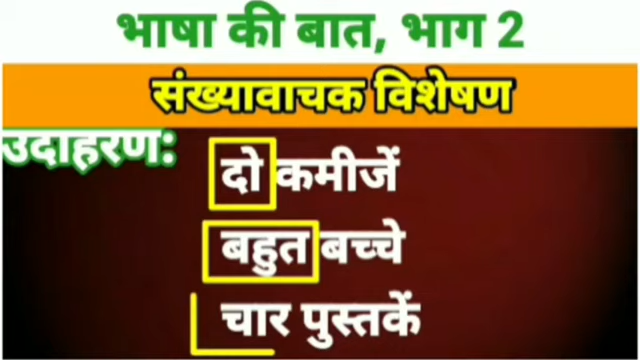 भाषा की बात, भाग 2
संख्यावाचक विशेषण
उदाहरण:
दो कमीजें
बहुत बच्चे
चार पुस्तकें